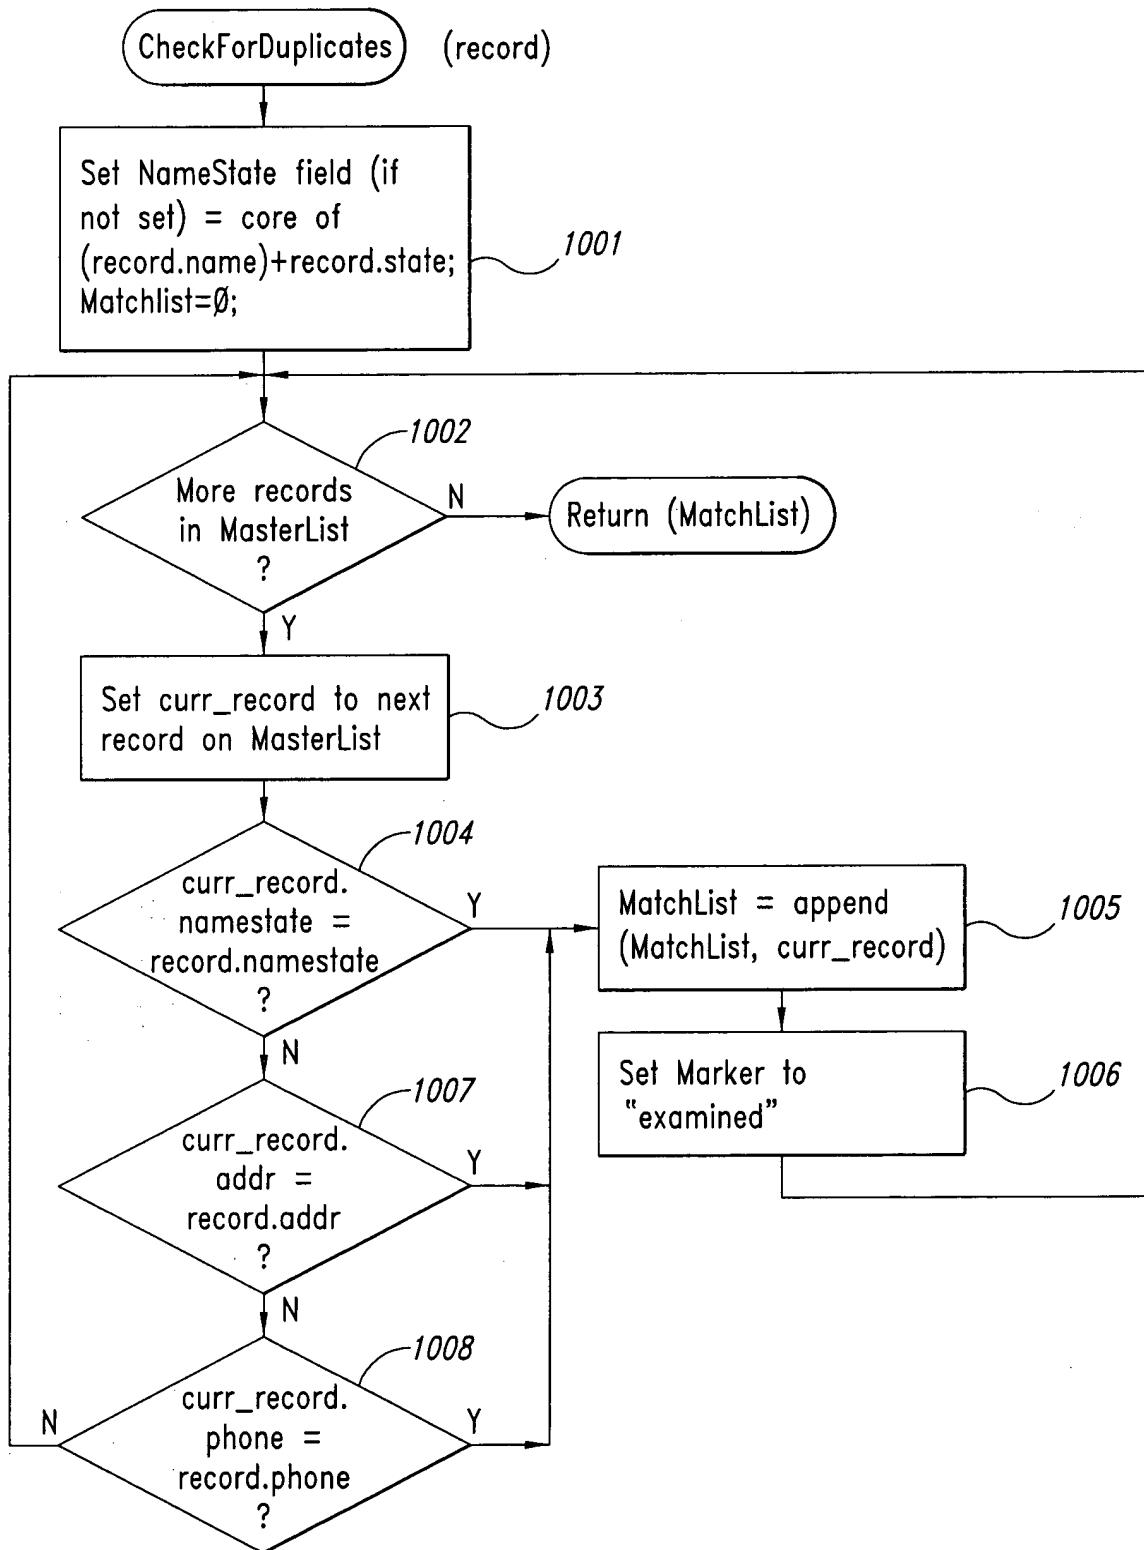 CheckForDuplicates (record)
Set NameState field (if
not set) = core of
(record.name)+record.state;
Matchlist=Ø;
1001
1002
More records
in MasterList
?
N
Return (MatchList)
Y
Set curr_record to next
record on MasterList
1003
1004
curr_record.
namestate =
record.namestate
?
Y
MatchList = append
(MatchList, curr_record)
1005
N
Set Marker to
"examined"
1006
1007
curr_record.
addr =
record.addr
?
Y
N
1008
curr_record.
phone =
record.phone
?
N
Y